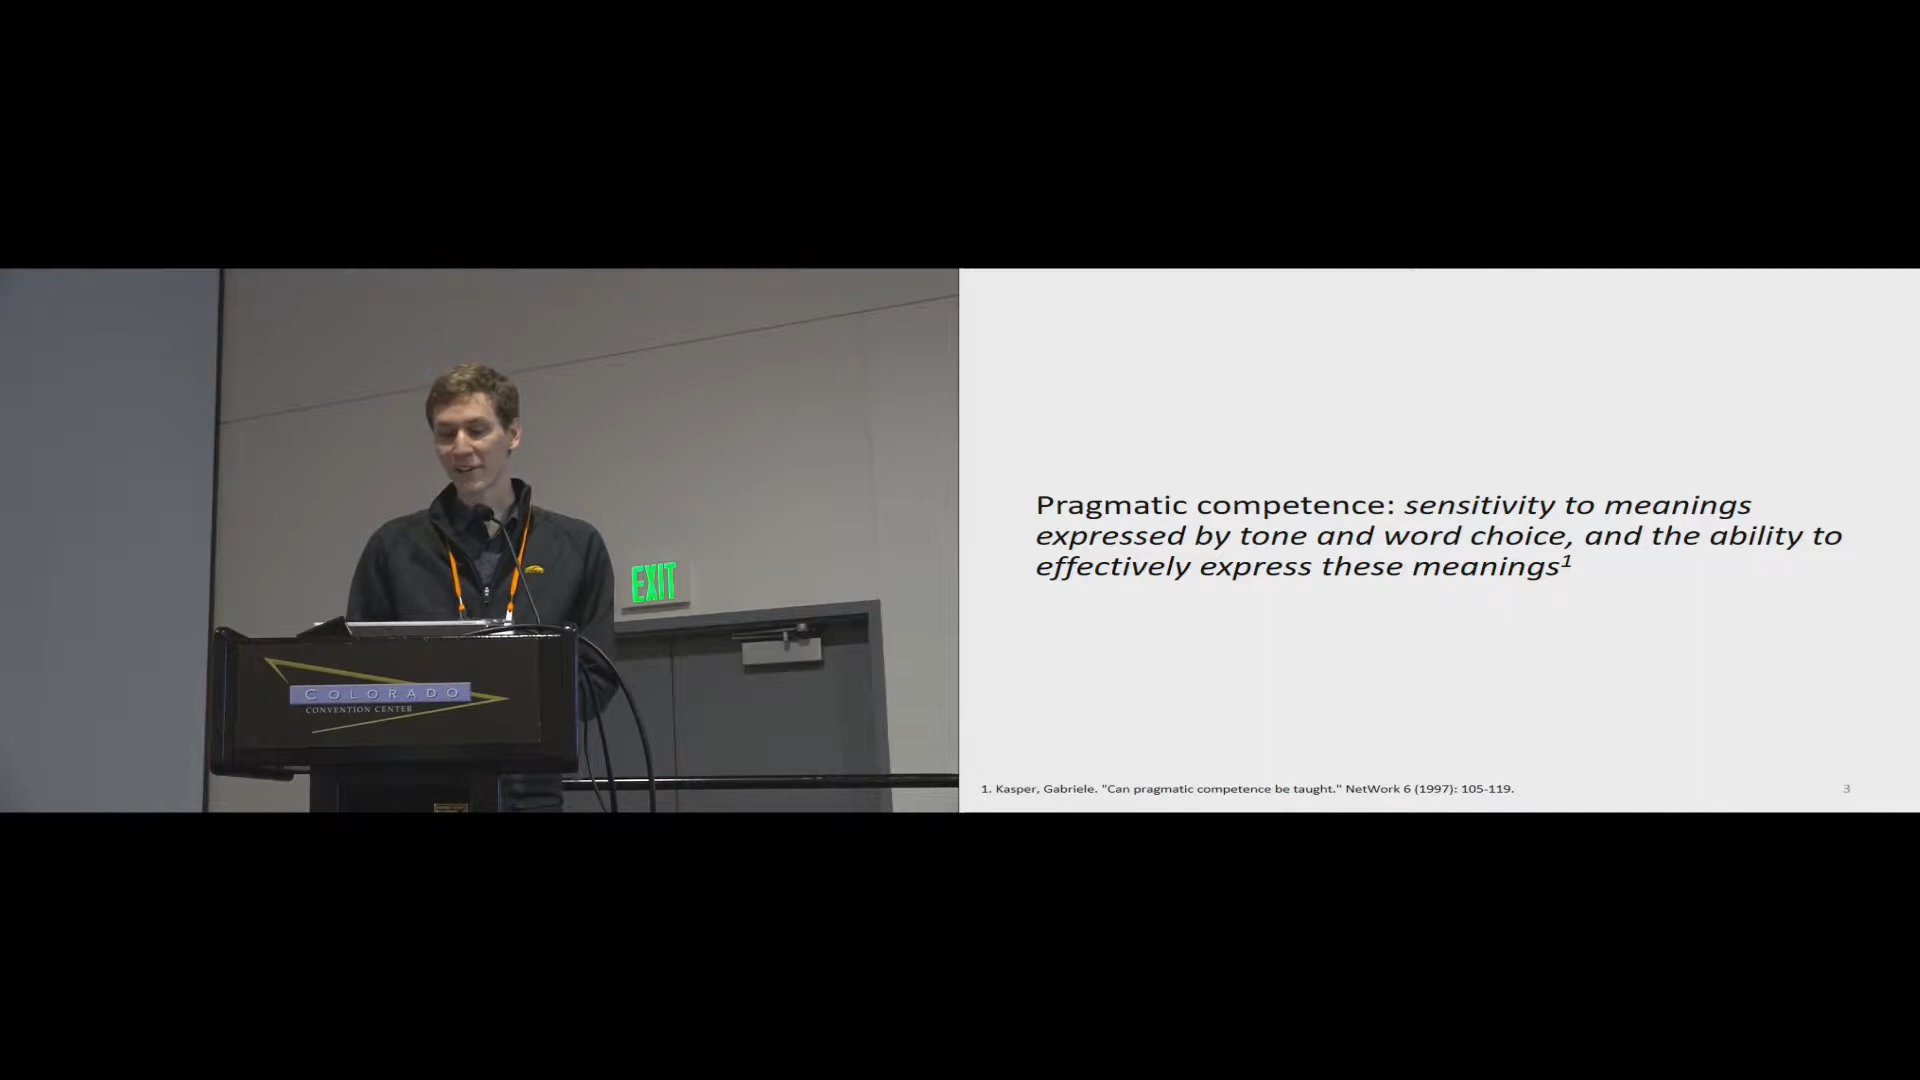 EXIT
COLORADO
CONVENTION CENTER
Pragmatic competence: sensitivity to meanings
expressed by tone and word choice, and the ability to
effectively express these meanings1
1. Kasper, Gabriele. "Can pragmatic competence be taught." NetWork 6 (1997): 105-119.
3